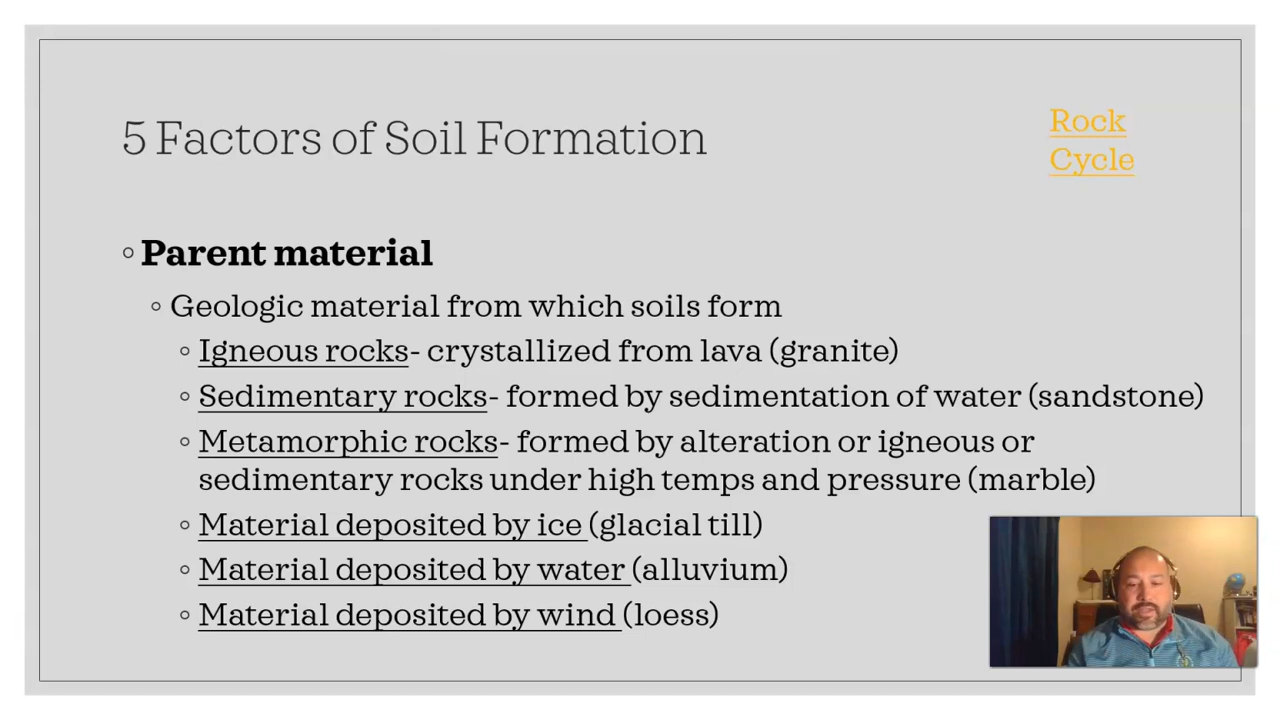 5 Factors of Soil Formation
Rock
Cycle
◦ Parent material
◦ Geologic material from which soils form
◦ Igneous rocks- crystallized from lava (granite)
◦ Sedimentary rocks- formed by sedimentation of water (sandstone)
◦ Metamorphic rocks- formed by alteration or igneous or
sedimentary rocks under high temps and pressure (marble)
◦ Material deposited by ice (glacial till)
◦ Material deposited by water (alluvium)
◦ Material deposited by wind (loess)